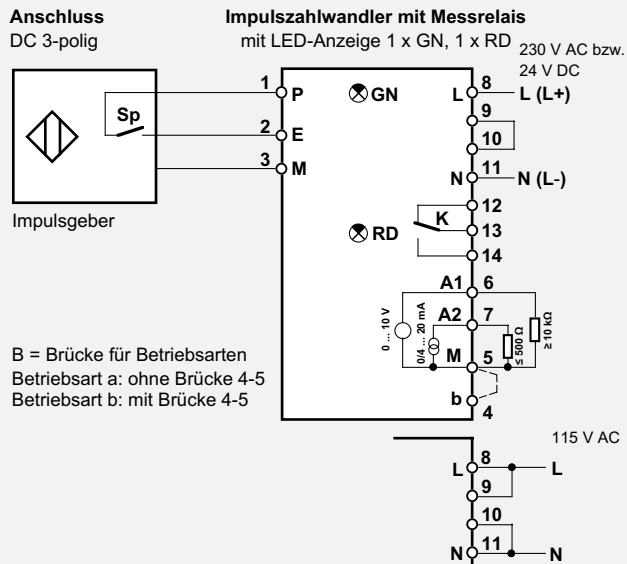 Anschluss
DC 3-polig
Impulszahlwandler mit Messrelais
mit LED-Anzeige 1 x GN, 1 x RD
230 V AC bzw.
24 V DC
1
P
GN
L
8
L (L+)
Sp
9
2
E
10
3
M
N
11
N (L-)
Impulsgeber
12
K
13
RD
14
A1
6
A2
7
0 ... 10 V
0/4 ... 20 mA
≤ 500 Ω
≥ 10 kΩ
M
5
b
4
B = Brücke für Betriebsarten
Betriebsart a: ohne Brücke 4-5
Betriebsart b: mit Brücke 4-5
115 V AC
L
8
L
9
10
N
11
N